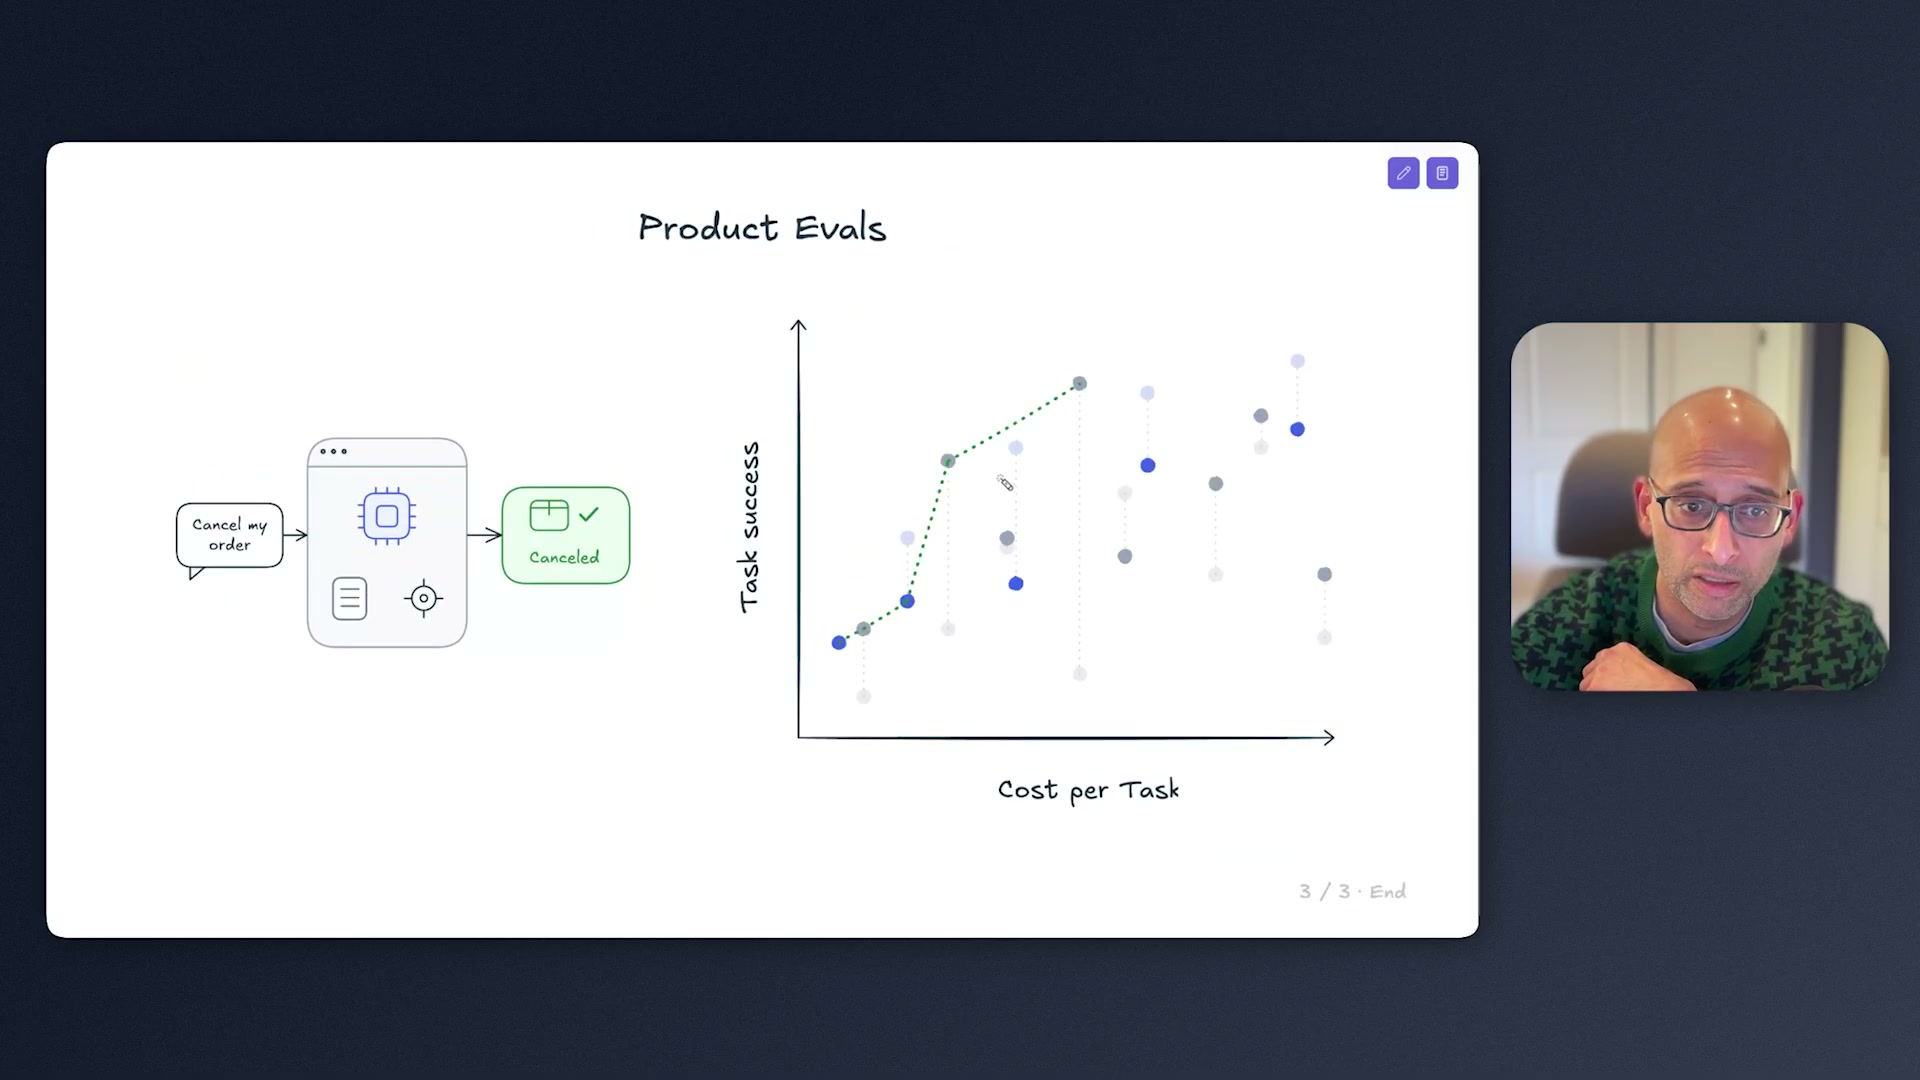 Product Evals
Cancel my
order
Canceled
Task success
Cost per Task
3 / 3 · End